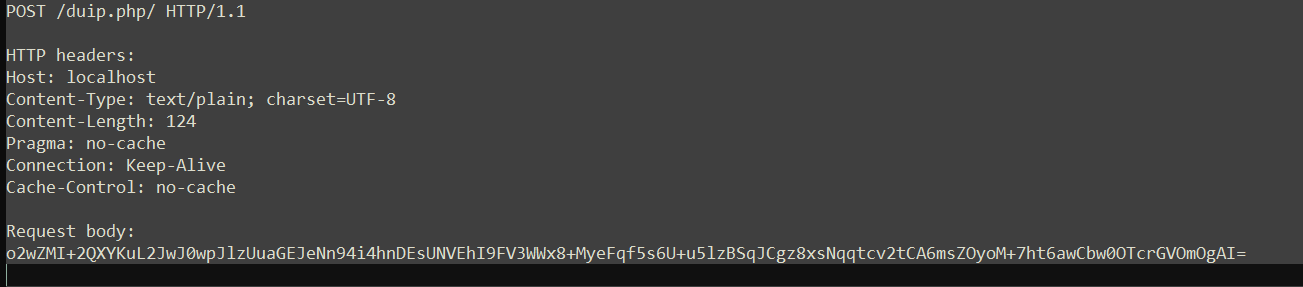 POST /duip.php/ HTTP/1.1
HTTP headers:
Host: localhost
Content-Type: text/plain; charset=UTF-8
Content-Length: 124
Pragma: no-cache
Connection: Keep-Alive
Cache-Control: no-cache
Request body:
o2wZMI+2QXYKuL2JwJ0wpJlzUuaGEJeNn94i4hnDEsUNVEhI9FV3WWx8+MyeFqf5s6U+u5lzBSqJCgz8xsNqqtcv2tCA6msZOyoM+7ht6awCbw0OTcrGVOmOgAI=